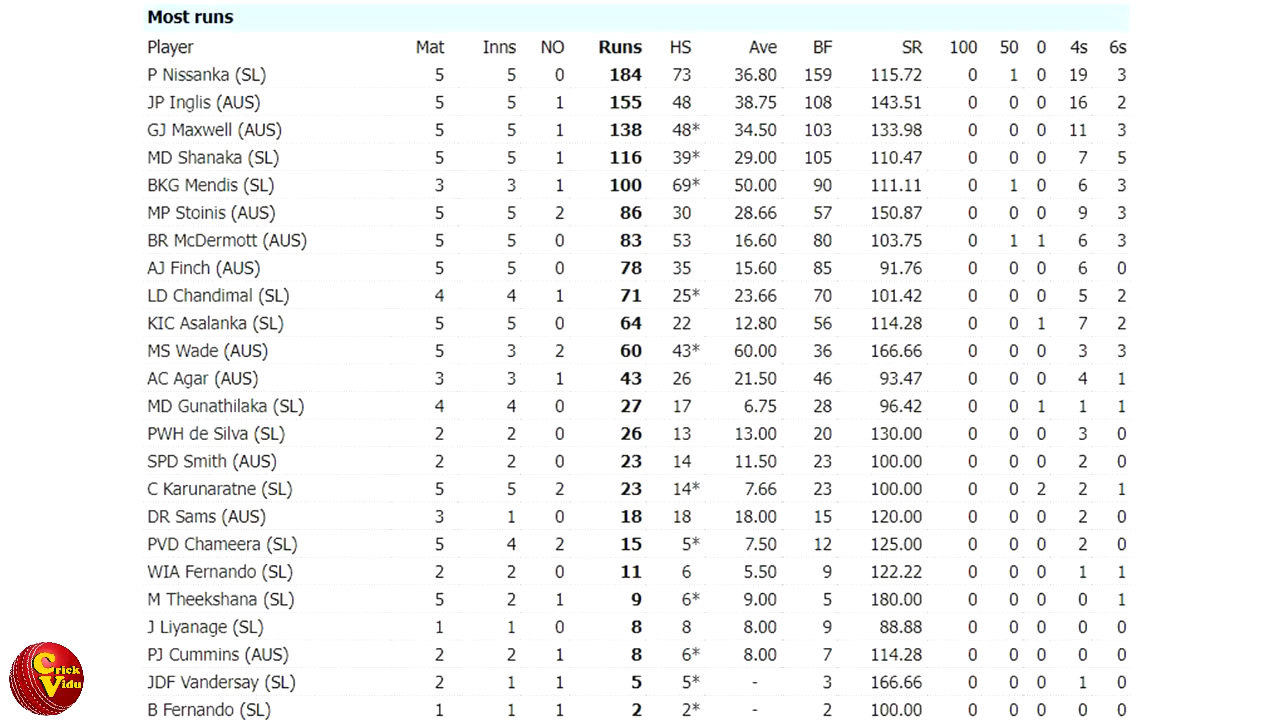 Most runs
Player Mat Inns NO Runs HS Ave BF SR 100 50 0 4s 6s
P Nissanka (SL) 5 5 0 184 73 36.80 159 115.72 0 1 0 19 3
JP Inglis (AUS) 5 5 1 155 48 38.75 108 143.51 0 0 0 16 2
GJ Maxwell (AUS) 5 5 1 138 48* 34.50 103 133.98 0 0 0 11 3
MD Shanaka (SL) 5 5 1 116 39* 29.00 105 110.47 0 0 0 7 5
BKG Mendis (SL) 3 3 1 100 69* 50.00 90 111.11 0 1 0 6 3
MP Stoinis (AUS) 5 5 2 86 30 28.66 57 150.87 0 0 0 9 3
BR McDermott (AUS) 5 5 0 83 53 16.60 80 103.75 0 1 1 6 3
AJ Finch (AUS) 5 5 0 78 35 15.60 85 91.76 0 0 0 6 0
LD Chandimal (SL) 4 4 1 71 25* 23.66 70 101.42 0 0 0 5 2
KIC Asalanka (SL) 5 5 0 64 22 12.80 56 114.28 0 0 1 7 2
MS Wade (AUS) 5 3 2 60 43* 60.00 36 166.66 0 0 0 3 3
AC Agar (AUS) 3 3 1 43 26 21.50 46 93.47 0 0 0 4 1
MD Gunathilaka (SL) 4 4 0 27 17 6.75 28 96.42 0 0 1 1 1
PWH de Silva (SL) 2 2 0 26 13 13.00 20 130.00 0 0 0 3 0
SPD Smith (AUS) 2 2 0 23 14 11.50 23 100.00 0 0 0 2 0
C Karunaratne (SL) 5 5 2 23 14* 7.66 23 100.00 0 0 2 2 1
DR Sams (AUS) 3 1 0 18 18 18.00 15 120.00 0 0 0 2 0
PVD Chameera (SL) 5 4 2 15 5* 7.50 12 125.00 0 0 0 2 0
WIA Fernando (SL) 2 2 0 11 6 5.50 9 122.22 0 0 0 1 1
M Theekshana (SL) 5 2 1 9 6* 9.00 5 180.00 0 0 0 0 1
J Liyanage (SL) 1 1 0 8 8 8.00 9 88.88 0 0 0 0 0
PJ Cummins (AUS) 2 2 1 8 6* 8.00 7 114.28 0 0 0 0 0
JDF Vandersay (SL) 2 1 1 5 5* - 3 166.66 0 0 0 1 0
B Fernando (SL) 1 1 1 2 2* - 2 100.00 0 0 0 0 0
Crick
Vidu